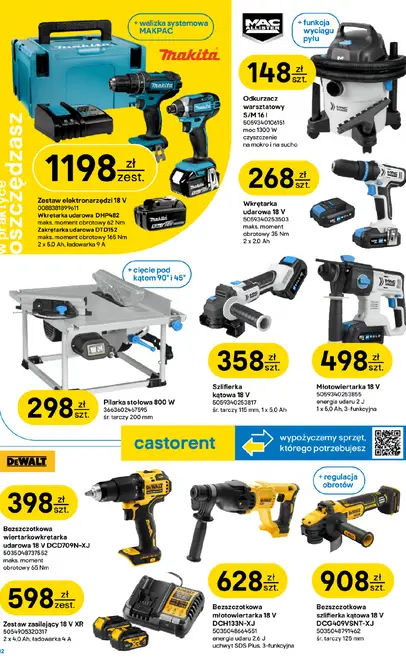 w praktyce
oszczędzasz
+ walizka systemowa
MAKPAC
makita
1198 zł
zest.
Zestaw elektronarzędzi 18 V
0088381899611
Wkrętarka udarowa DHP482
maks. moment obrotowy 62 Nm
Zakrętarka udarowa DTD152
maks. moment obrotowy 165 Nm
2 x 5,0 Ah, ładowarka 9 A
MAC
ALLISTER
+ funkcja
wyciągu
pyłu
148 zł
szt.
Odkurzacz
warsztatowy
S/M 16 l
5059340106151
moc 1300 W
czyszczenie
na mokro i na sucho
268 zł
szt.
Wkrętarka
udarowa 18 V
5059340253503
maks. moment
obrotowy 35 Nm
2 x 2,0 Ah
+ cięcie pod
kątem 90° i 45°
298 zł
szt.
Pilarka stołowa 800 W
3663602467595
śr. tarczy 200 mm
358 zł
szt.
Szlifierka
kątowa 18 V
5059340253817
śr. tarczy 115 mm, 1 x 5,0 Ah
498 zł
szt.
Młotowiertarka 18 V
5059340253855
energia udaru 2 J
1 x 5,0 Ah, 3-funkcyjna
castorent
wypożyczemy sprzęt,
którego potrzebujesz
DEWALT
398 zł
szt.
Bezszczotkowa
wiertarkowkrętarka
udarowa 18 V DCD709N-XJ
5035048737552
maks. moment
obrotowy 65 Nm
598 zł
zest.
Zestaw zasilający 18 V XR
5054905320317
2 x 4,0 Ah, ładowarka 4 A
628 zł
szt.
Bezszczotkowa
młotowiertarka 18 V
DCH133N-XJ
5035048664551
energia udaru 2,6 J
uchwyt SDS Plus, 3-funkcyjna
+ regulacja
obrotów
908 zł
szt.
Bezszczotkowa
szlifierka kątowa 18 V
DCG409VSNT-XJ
5035048719462
śr. tarczy 125 mm
12